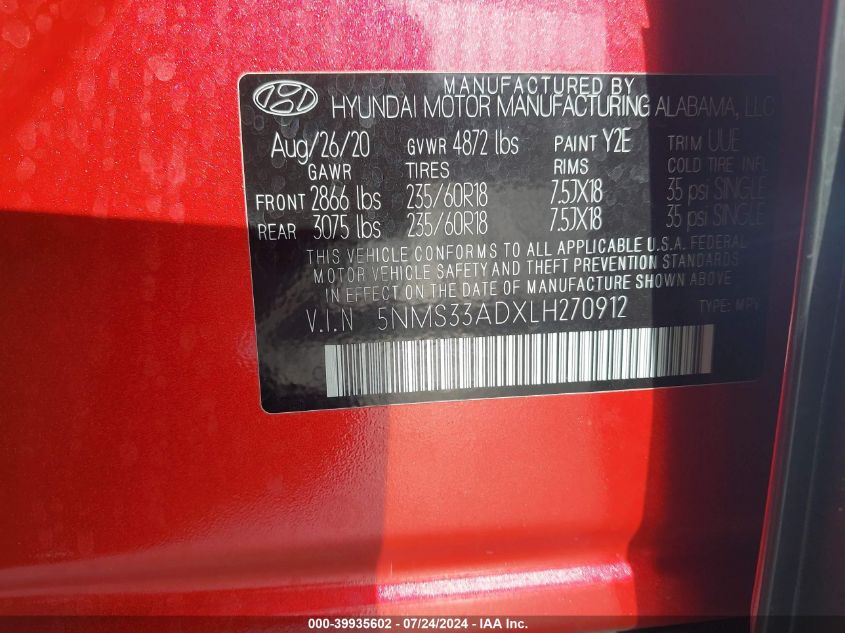 MANUFACTURED BY
HYUNDAI MOTOR MANUFACTURING ALABAMA, LLC
Aug/26/20 GVWR 4872 lbs PAINT Y2E TRIM UUE
GAWR TIRES RIMS COLD TIRE INFL
FRONT 2866 lbs 235/60R18 7.5JX18 35 psi SINGLE
REAR 3075 lbs 235/60R18 7.5JX18 35 psi SINGLE
THIS VEHICLE CONFORMS TO ALL APPLICABLE U.S.A. FEDERAL
MOTOR VEHICLE SAFETY AND THEFT PREVENTION STANDARDS
IN EFFECT ON THE DATE OF MANUFACTURE SHOWN ABOVE
V.I.N 5NMS33ADXLH270912 TYPE: MPV
000-39935602 / 07/24/2024 - IAA Inc.